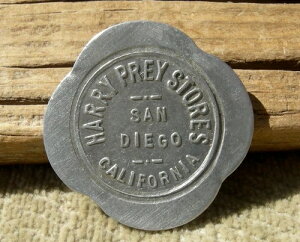 HARRY PREY STORES
SAN
DIEGO
CALIFORNIA